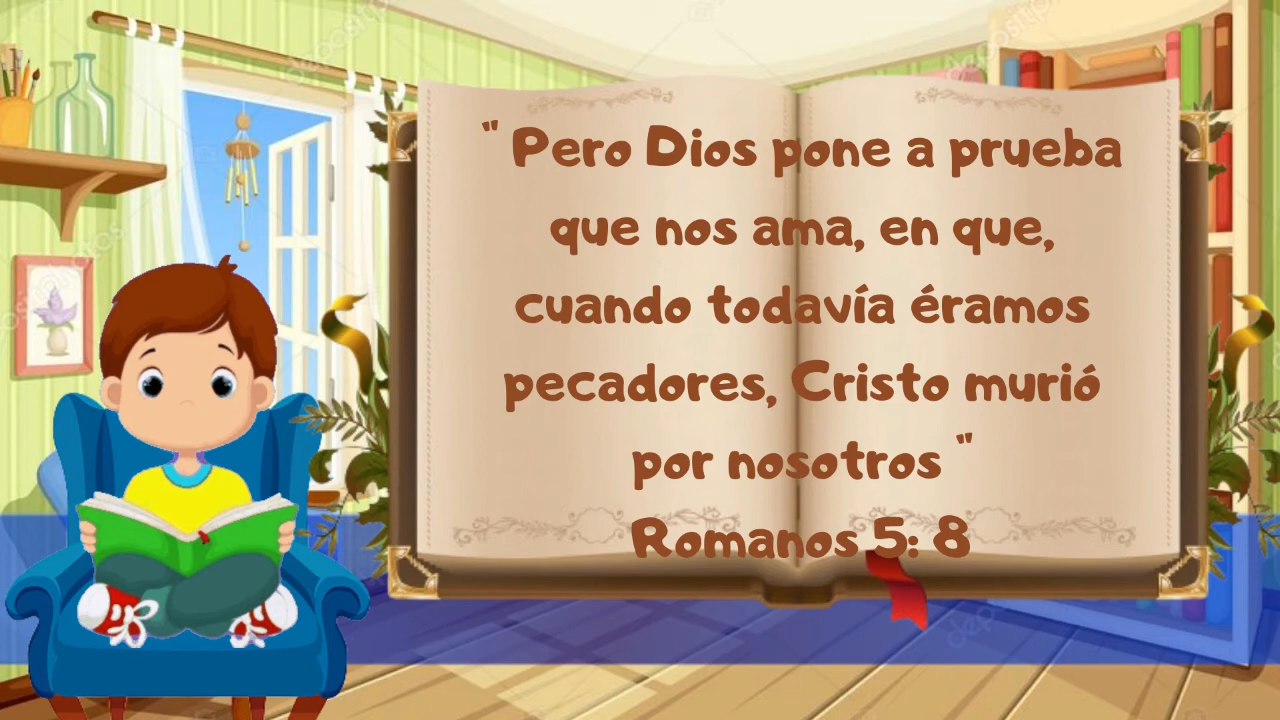 " Pero Dios pone a prueba
que nos ama, en que,
cuando todavía éramos
pecadores, Cristo murió
por nosotros "
Romanos 5: 8